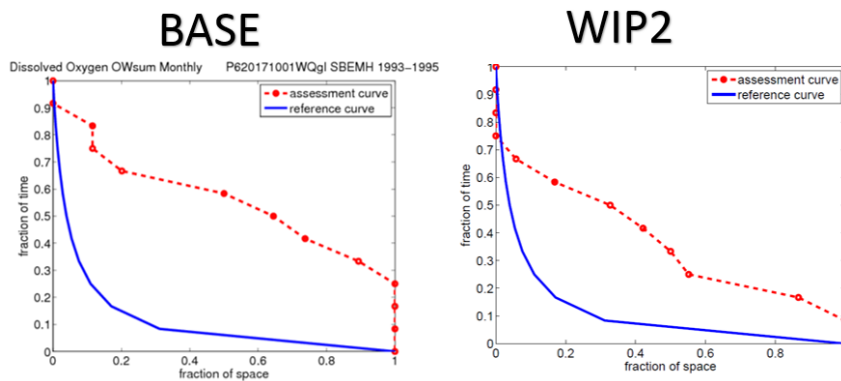 BASE
WIP2
Dissolved Oxygen OWsum Monthly P620171001WQgI SBEMH 1993-1995
assessment curve
reference curve
fraction of time
1
0.9
0.8
0.7
0.6
0.5
0.4
0.3
0.2
0.1
0
0 0.2 0.4 0.6 0.8 1
fraction of space
assessment curve
reference curve
fraction of time
1
0.9
0.8
0.7
0.6
0.5
0.4
0.3
0.2
0.1
0
0 0.2 0.4 0.6 0.8
fraction of space